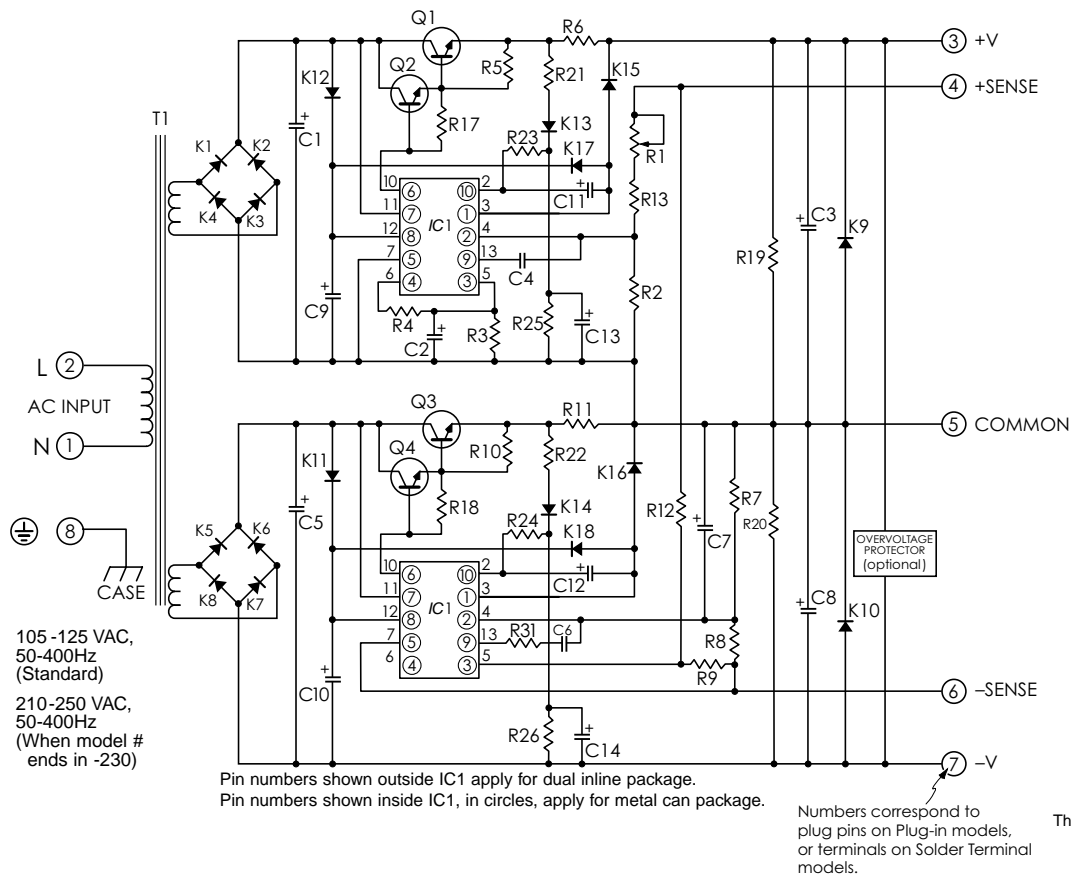 Q1
R6
3 +V
Q2
R5
K12
R21
K15
4 +SENSE
T1
C1
R17
K13
R1
K1
K2
R23
K17
K4
K3
10 6
10 2
+
C11
R13
11 7
IC1
1 3
12 8
2 4
7 5
9 13
C4
R19
C3
K9
6 4
3 5
R2
C9
R4
C2
R3
R25
C13
L 2
AC INPUT
N 1
Q3
R11
5 COMMON
Q4
R10
K11
R22
K16
C5
R18
K14
R12
R7
8
K5
K6
R24
K18
C7
R20
OVERVOLTAGE
PROTECTOR
(optional)
CASE
K8
K7
10 6
10 2
C12
11 7
IC1
1 3
12 8
2 4
C8
K10
7 5
9 13
R31
C6
R8
6 4
3 5
R9
C10
6 –SENSE
R26
C14
7 –V
105-125 VAC,
50-400Hz
(Standard)
210-250 VAC,
50-400Hz
(When model #
ends in -230)
Pin numbers shown outside IC1 apply for dual inline package.
Pin numbers shown inside IC1, in circles, apply for metal can package.
Numbers correspond to
plug pins on Plug-in models,
or terminals on Solder Terminal
models.
Th